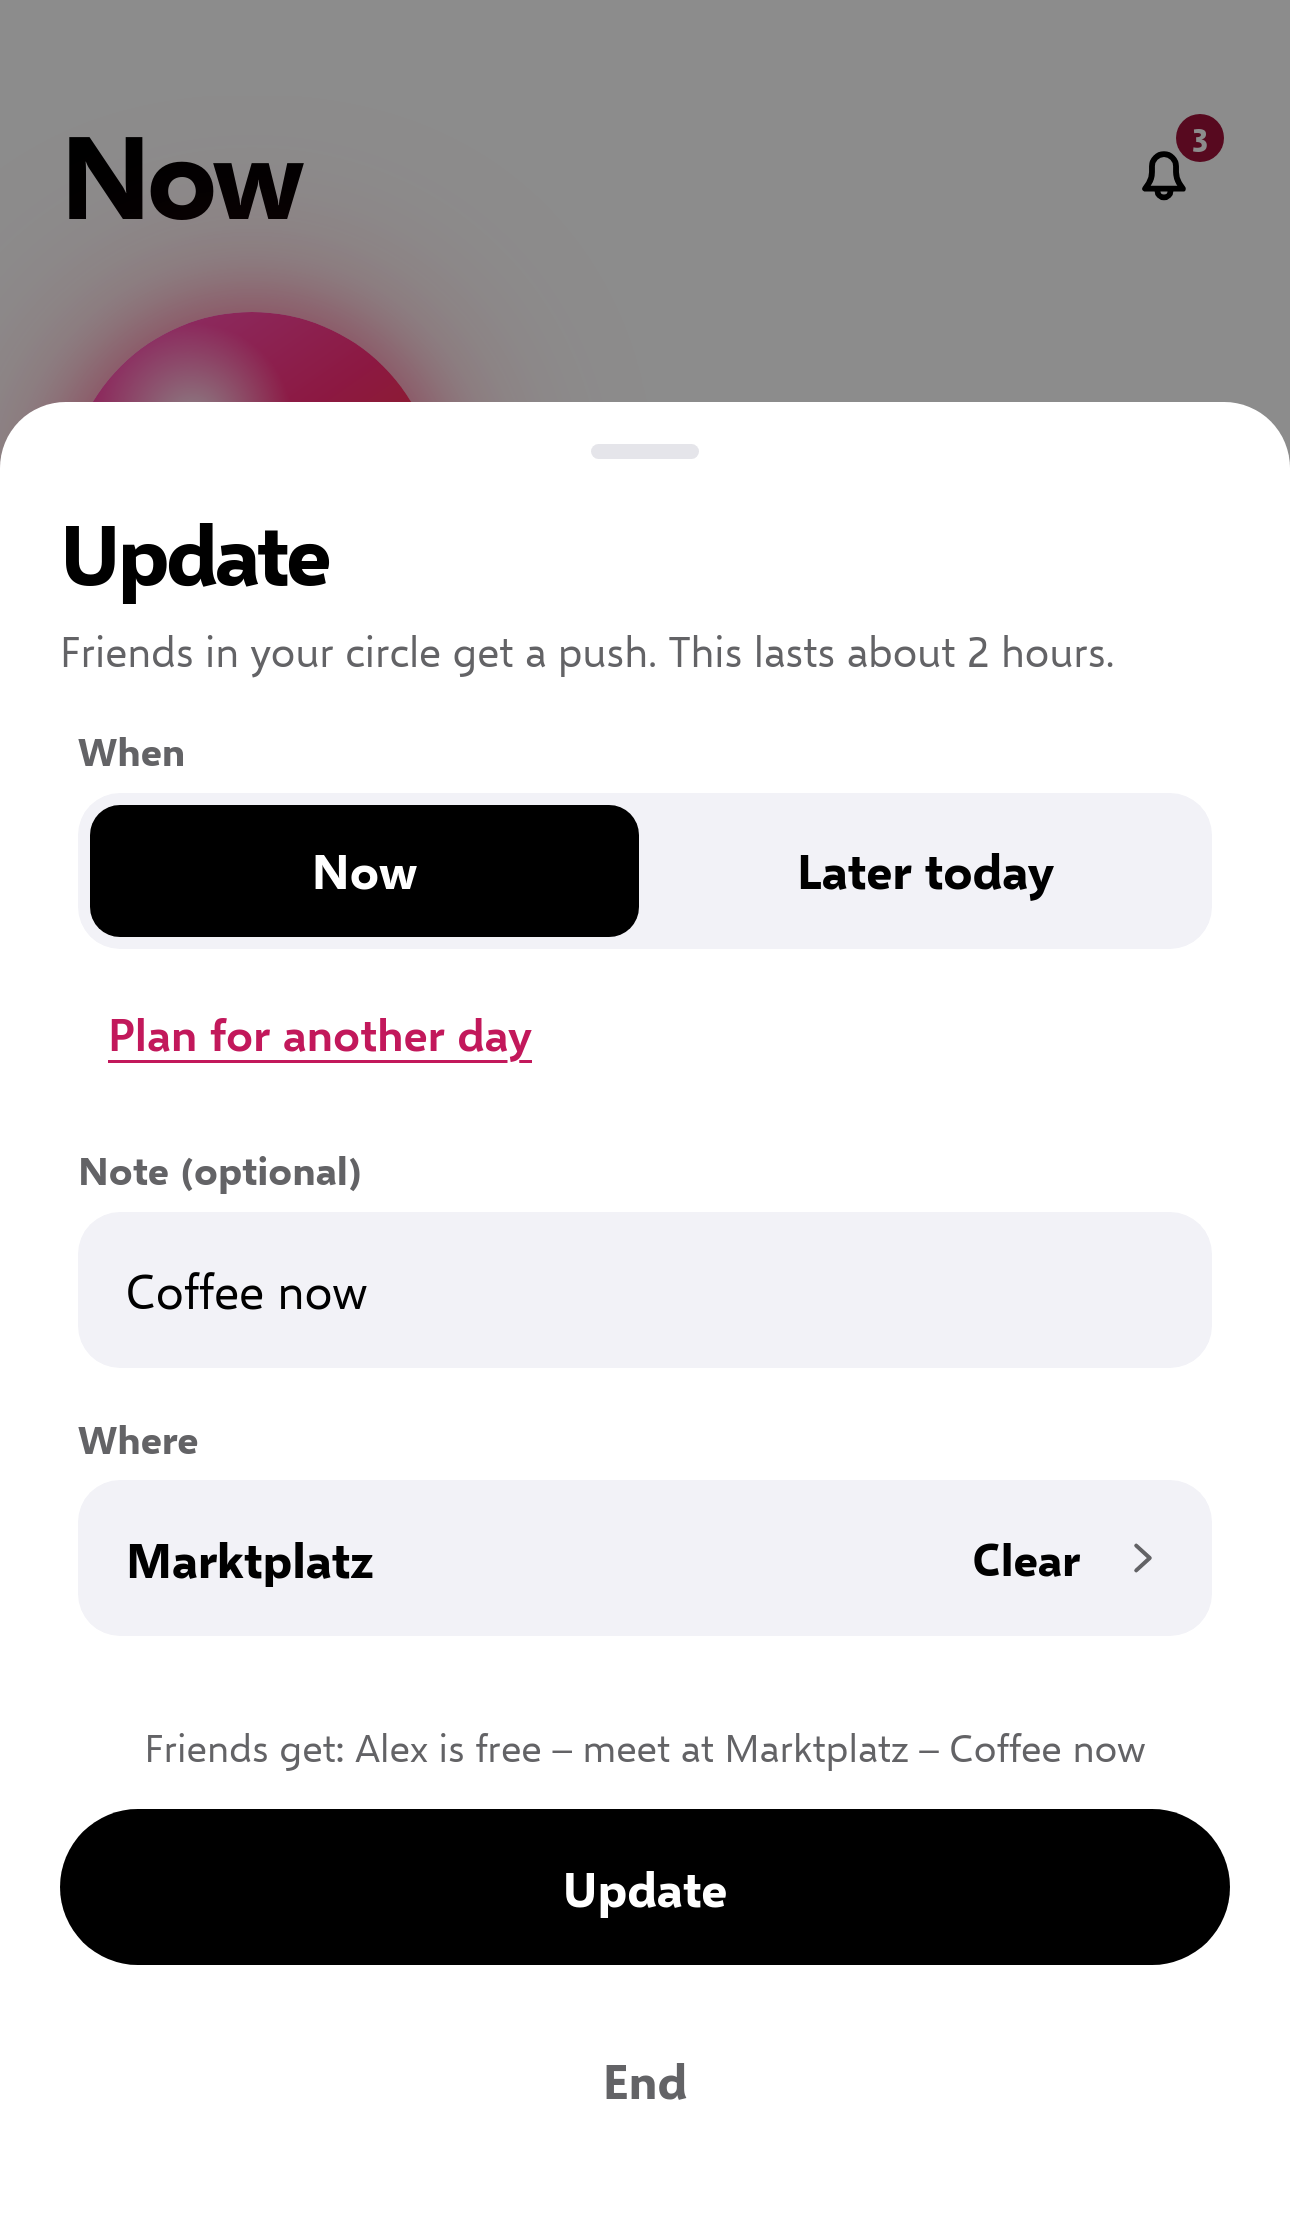 Now
3
Update
Friends in your circle get a push. This lasts about 2 hours.
When
Now
Later today
Plan for another day
Note (optional)
Coffee now
Where
Marktplatz
Clear
Friends get: Alex is free – meet at Marktplatz – Coffee now
Update
End